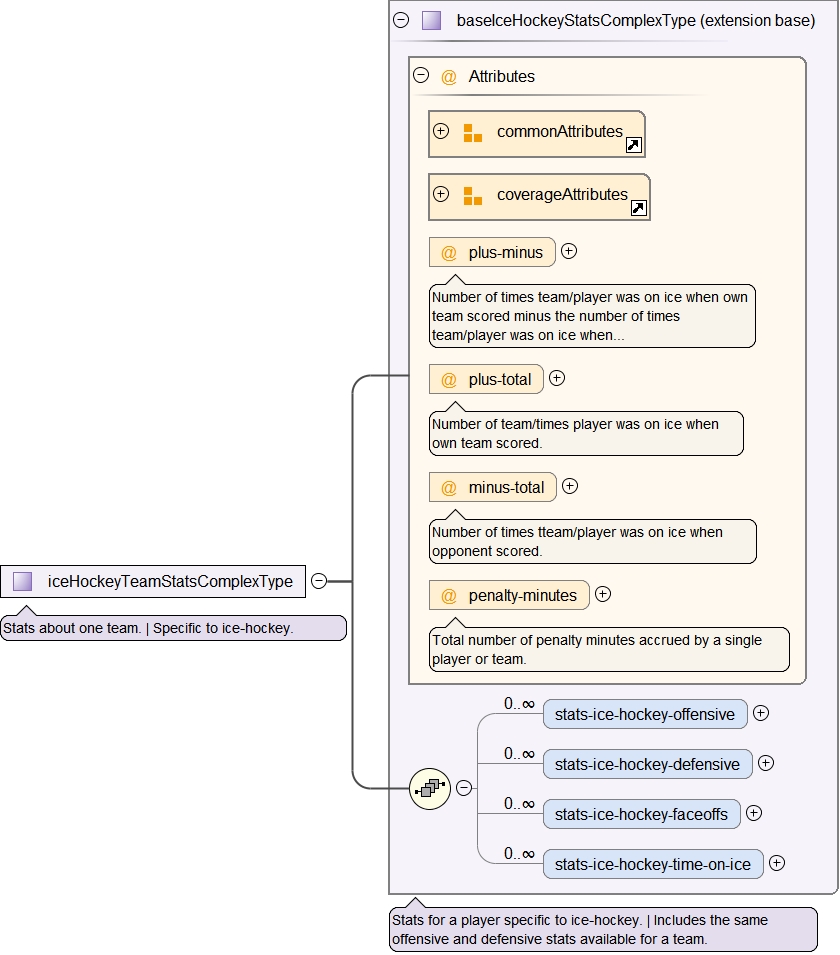 baseIceHockeyStatsComplexType (extension base)
@ Attributes
commonAttributes
coverageAttributes
@ plus-minus
Number of times team/player was on ice when own
team scored minus the number of times
team/player was on ice when...
@ plus-total
Number of team/times player was on ice when
own team scored.
@ minus-total
Number of times tteam/player was on ice when
opponent scored.
iceHockeyTeamStatsComplexType
Stats about one team. | Specific to ice-hockey.
@ penalty-minutes
Total number of penalty minutes accrued by a single
player or team.
0..∞ stats-ice-hockey-offensive
0..∞ stats-ice-hockey-defensive
0..∞ stats-ice-hockey-faceoffs
0..∞ stats-ice-hockey-time-on-ice
Stats for a player specific to ice-hockey. | Includes the same
offensive and defensive stats available for a team.